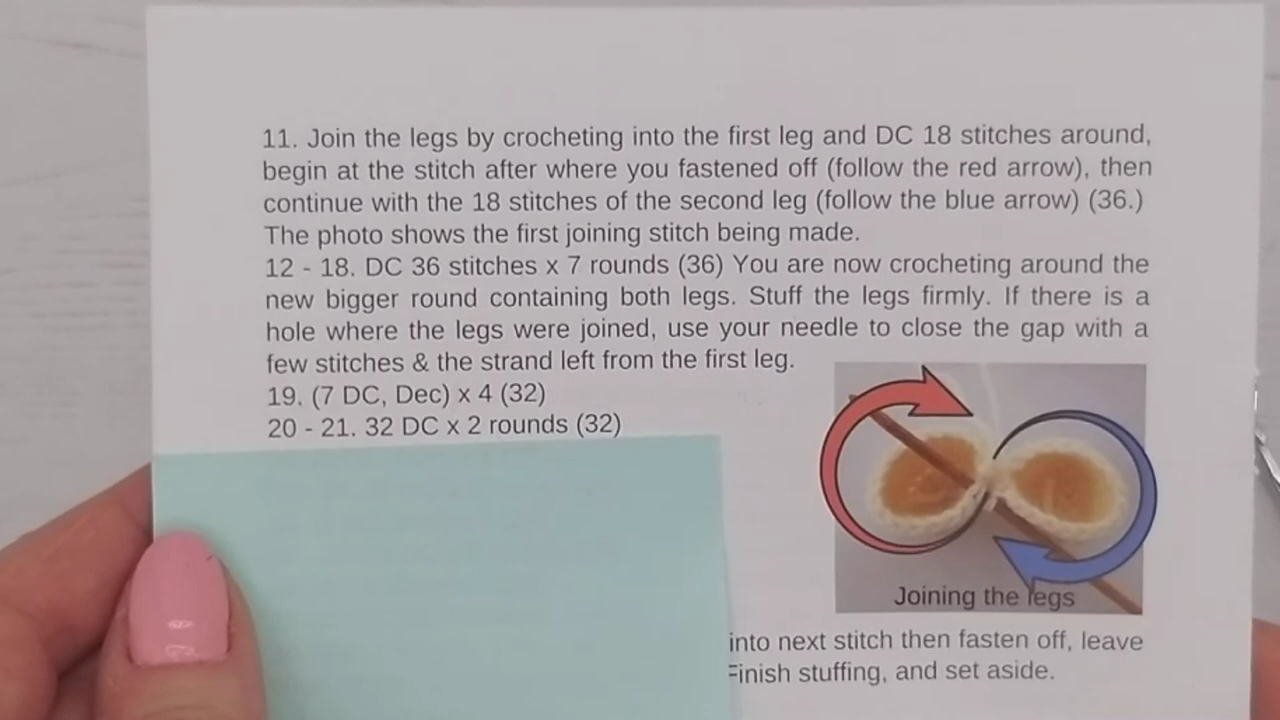 11. Join the legs by crocheting into the first leg and DC 18 stitches around,
begin at the stitch after where you fastened off (follow the red arrow), then
continue with the 18 stitches of the second leg (follow the blue arrow) (36.)
The photo shows the first joining stitch being made.
12 - 18. DC 36 stitches x 7 rounds (36) You are now crocheting around the
new bigger round containing both legs. Stuff the legs firmly. If there is a
hole where the legs were joined, use your needle to close the gap with a
few stitches & the strand left from the first leg.
19. (7 DC, Dec) x 4 (32)
20 - 21. 32 DC x 2 rounds (32)
Joining the legs
into next stitch then fasten off, leave
Finish stuffing, and set aside.